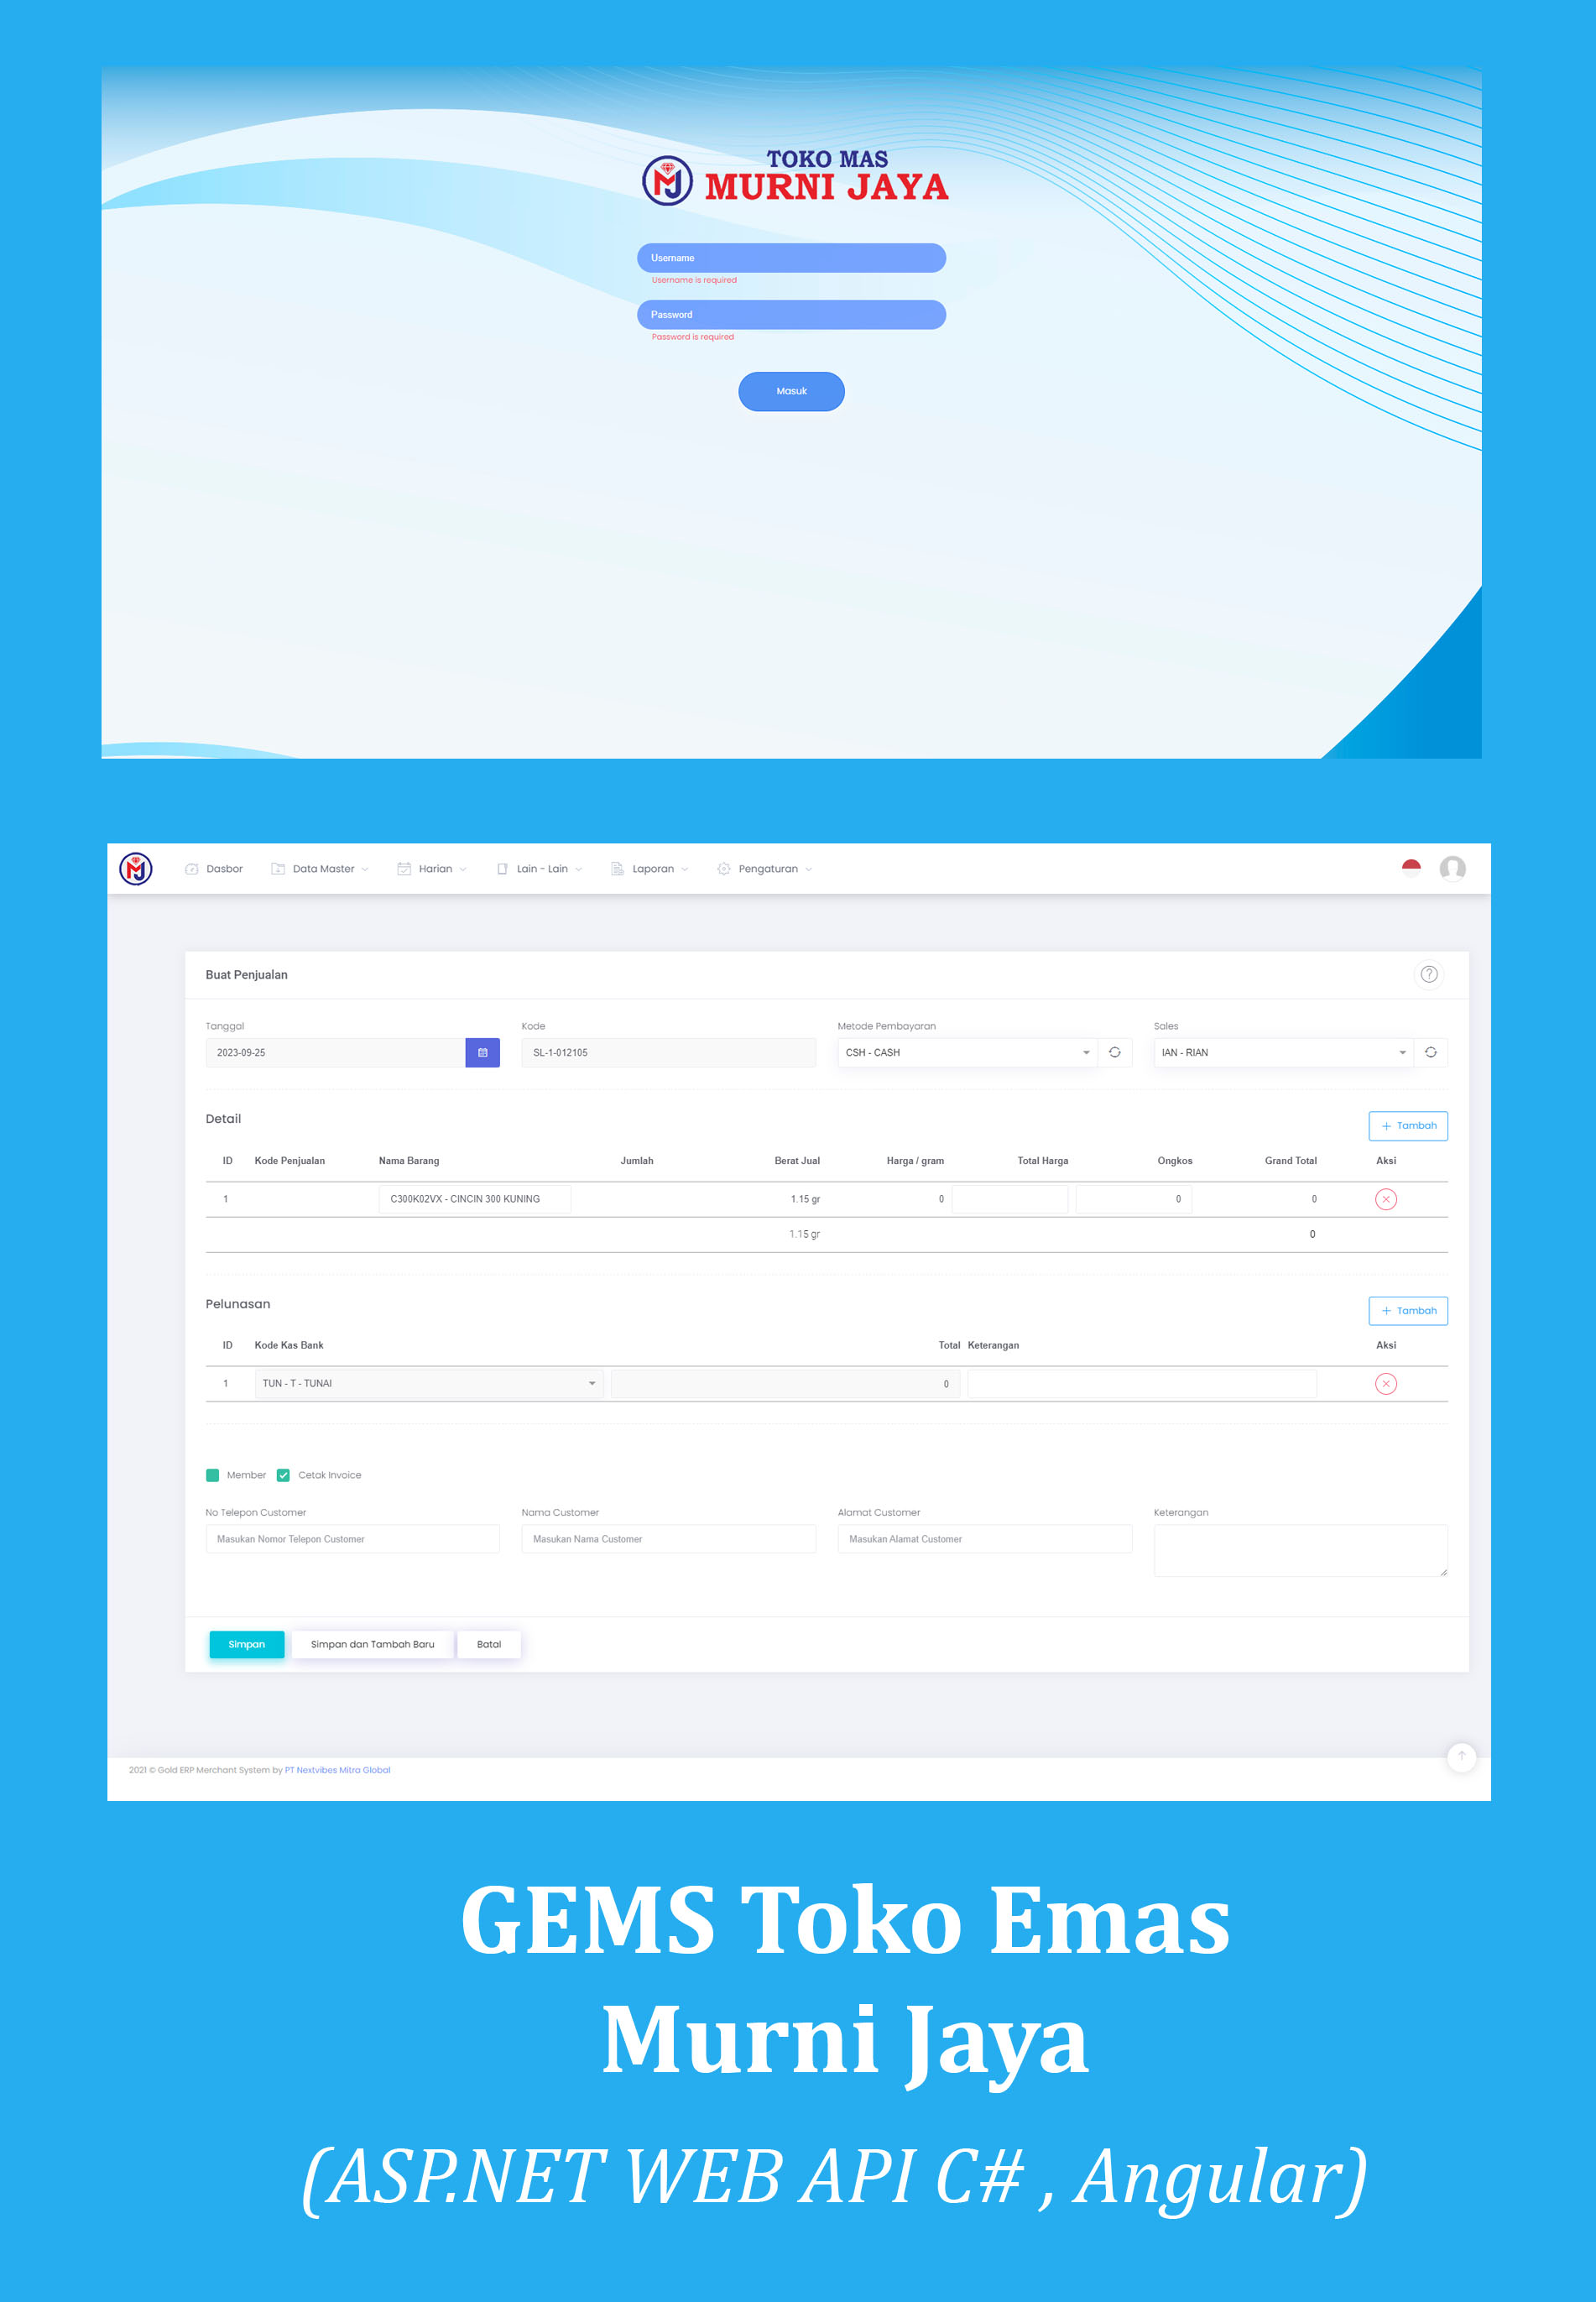 TOKO MAS
MURNI JAYA
Username
Username is required
Password
Password is required
Masuk
Dasbor Data Master Harian Lain - Lain Laporan Pengaturan
Buat Penjualan
Tanggal Kode Metode Pembayaran Sales
2023-09-25 SL-1-012105 CSH - CASH IAN - RIAN
Detail
+ Tambah
ID Kode Penjualan Nama Barang Jumlah Berat Jual Harga / gram Total Harga Ongkos Grand Total Aksi
1 C300K02VX - CINCIN 300 KUNING 1.15 gr 0 0 0
1.15 gr 0
Pelunasan
+ Tambah
ID Kode Kas Bank Total Keterangan Aksi
1 TUN - T - TUNAI 0
Member Cetak Invoice
No Telepon Customer Nama Customer Alamat Customer Keterangan
Masukan Nomor Telepon Customer Masukan Nama Customer Masukan Alamat Customer
Simpan Simpan dan Tambah Baru Batal
2021 © Gold ERP Merchant System by PT Nextvibes Mitra Global
GEMS Toko Emas
Murni Jaya
(ASP.NET WEB API C# , Angular)